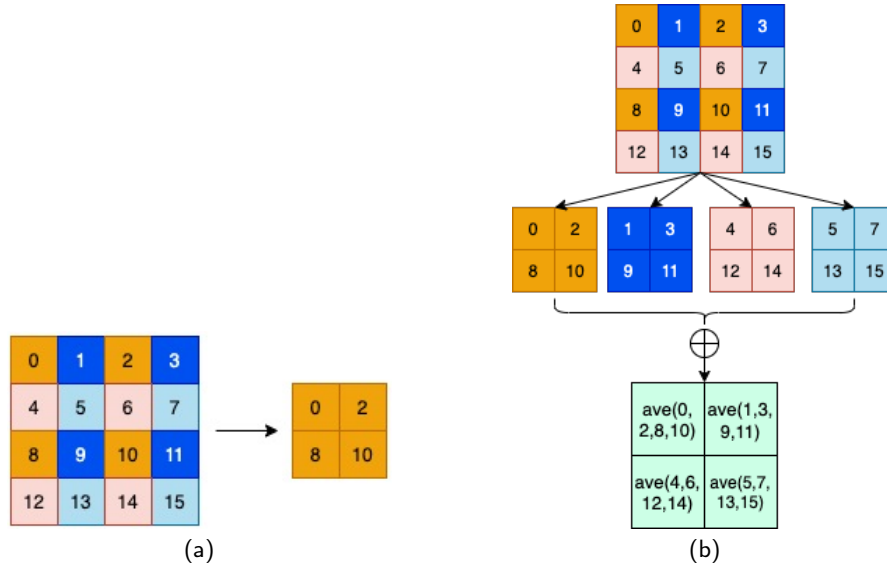 0 1 2 3
4 5 6 7
8 9 10 11
12 13 14 15
0 2
8 10
(a)
0 1 2 3
4 5 6 7
8 9 10 11
12 13 14 15
0 2 1 3 4 6 5 7
8 10 9 11 12 14 13 15
ave(0, ave(1,3,
2,8,10) 9,11)
ave(4,6, ave(5,7,
12,14) 13,15)
(b)